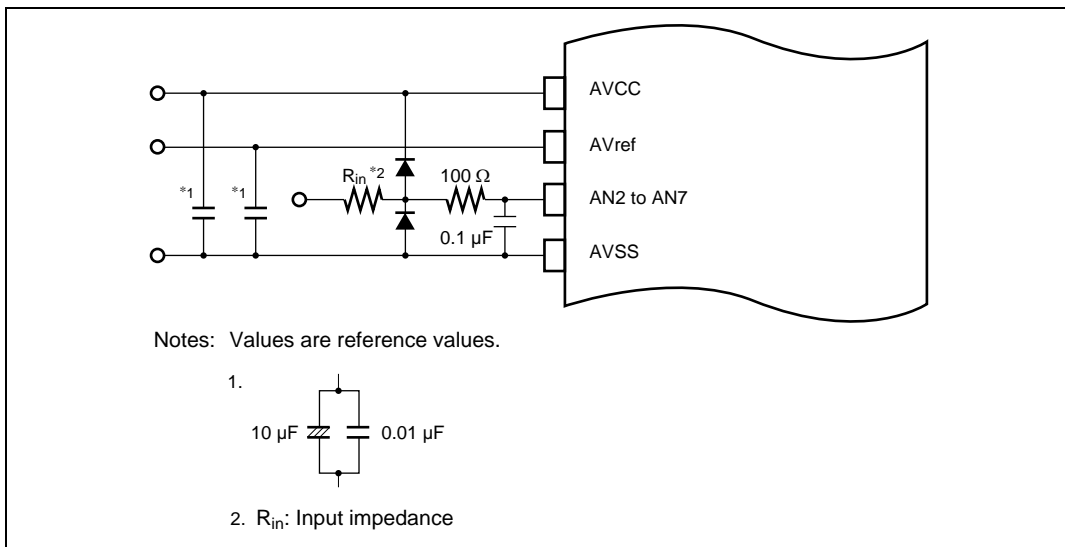 AVCC
AVref
*1 *1 Rin *2 100 Ω
AN2 to AN7
0.1 µF
AVSS
Notes: Values are reference values.
1.
10 µF 0.01 µF
2. Rin: Input impedance